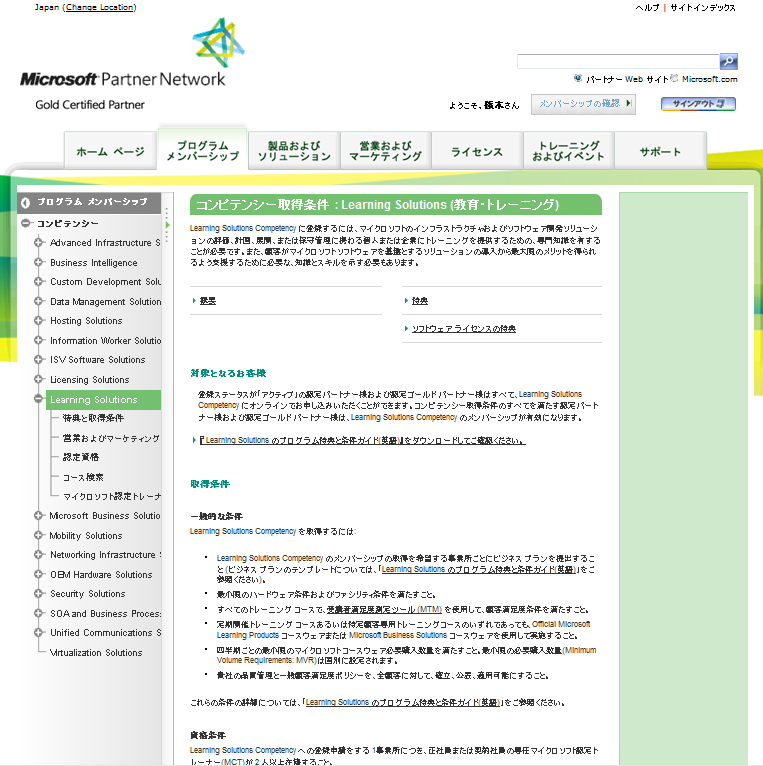 Japan (Change Location)
ヘルプ | サイトインデックス
Microsoft Partner Network
Gold Certified Partner
パートナー Web サイト Microsoft.com
ようこそ、榎本さん
メンバーシップの確認
サインアウト
ホーム ページ
プログラム
メンバーシップ
製品および
ソリューション
営業および
マーケティング
ライセンス
トレーニング
およびイベント
サポート
プログラム メンバーシップ
コンピテンシー
Advanced Infrastructure S
Business Intelligence
Custom Development Solu
Data Management Solution
Hosting Solutions
Information Worker Solutio
ISV Software Solutions
Licensing Solutions
Learning Solutions
特典と取得条件
営業およびマーケティング
認定資格
コース検索
マイクロソフト認定トレーナ
Microsoft Business Solutio
Mobility Solutions
Networking Infrastructure
OEM Hardware Solutions
Security Solutions
SOA and Business Proces
Unified Communications S
Virtualization Solutions
コンピテンシー取得条件 : Learning Solutions (教育・トレーニング)
Learning Solutions Competency に登録するには、マイクロソフトのインフラストラクチャおよびソフトウェア開発ソリューシ
ョンの評価、計画、展開、または保守管理に携わる個人または企業にトレーニングを提供するための、専門知識を有する
ことが必要です。また、顧客がマイクロソフトソフトウェアを基盤とするソリューションの導入から最大限のメリットを得られ
るよう支援するために必要な、知識とスキルを示す必要もあります。
概要
特典
ソフトウェア ライセンスの特典
対象となるお客様
登録ステータスが「アクティブ」の認定パートナー様および認定ゴールド パートナー様はすべて、Learning Solutions
Competency にオンラインでお申し込みいただくことができます。コンピテンシー取得条件のすべてを満たす認定パート
ナー様および認定ゴールド パートナー様は、Learning Solutions Competency のメンバーシップが有効になります。
『Learning Solutions のプログラム特典と条件ガイド(英語)』をダウンロードしてご確認ください。
取得条件
一般的な条件
Learning Solutions Competency を取得するには:
• Learning Solutions Competency のメンバーシップの取得を希望する事業所ごとにビジネス プランを提出するこ
と (ビジネス プランのテンプレートについては、「Learning Solutions のプログラム特典と条件ガイド(英語)」をご
参照ください)。
• 最小限のハードウェア条件およびファシリティ条件を満たすこと。
• すべてのトレーニング コースで、受講者満足度測定ツール (MTM) を使用して、顧客満足度条件を満たすこと。
• 定期開催トレーニング コースあるいは特定顧客専用トレーニングコースのいずれであっても、Official Microsoft
Learning Products コースウェアまたは Microsoft Business Solutions コースウェアを使用して実施すること。
• 四半期ごとの最小限のマイクロソフトコースウェア必要購入数量を満たすこと。最小限の必要購入数量(Minimum
Volume Requirements: MVR)は国別に設定されます。
• 貴社の品質管理と一般顧客満足度ポリシーを、全顧客に対して、確立、公表、適用可能にすること。
これらの条件の詳細については、「Learning Solutions のプログラム特典と条件ガイド(英語)」をご参照ください。
資格条件
Learning Solutions Competency への登録申請をする 1事業所につき、正社員または契約社員の専任マイクロソフト認定ト
レーナー(MCT)が 2 人以上在籍すること。